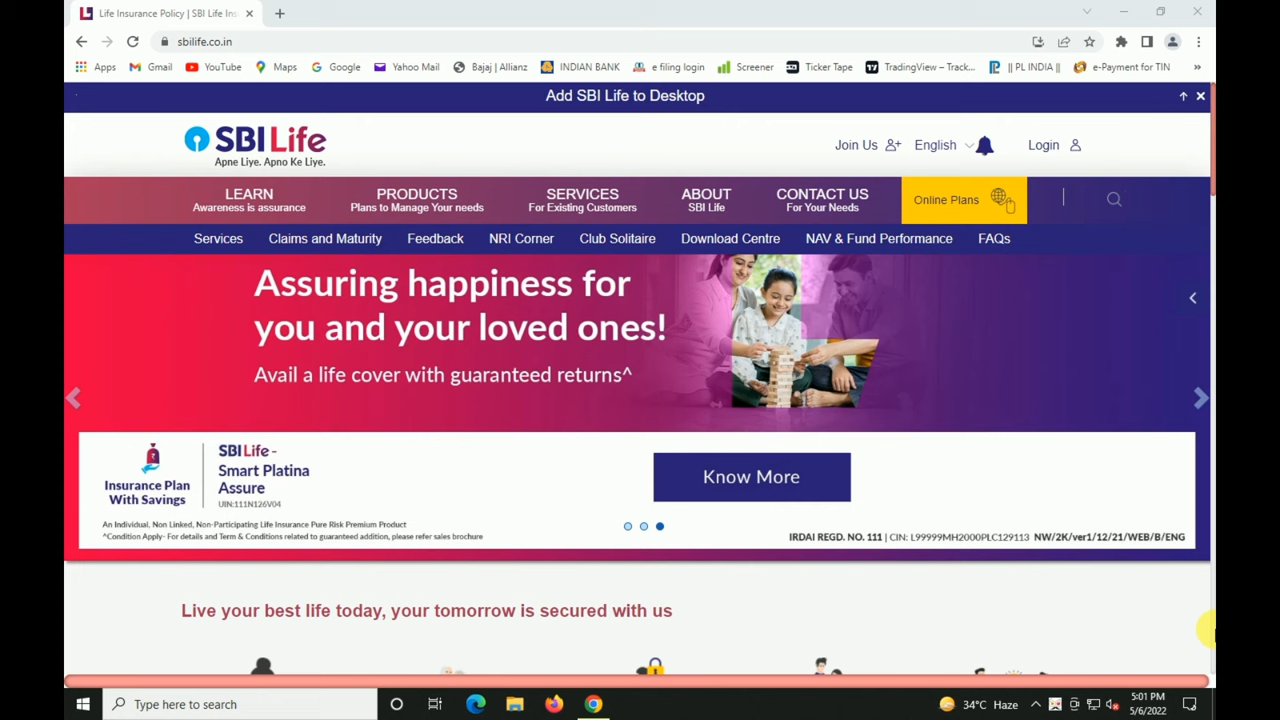 Life Insurance Policy | SBI Life Ins
sbilife.co.in
Apps Gmail YouTube Maps Google Yahoo Mail Bajaj | Allianz INDIAN BANK e filing login Screener Ticker Tape TradingView – Track... || PL INDIA || e-Payment for TIN »
Add SBI Life to Desktop
SBI Life
Apne Liye. Apno Ke Liye.
Join Us English Login
LEARN PRODUCTS SERVICES ABOUT CONTACT US
Awareness is assurance Plans to Manage Your needs For Existing Customers SBI Life For Your Needs
Online Plans
Services Claims and Maturity Feedback NRI Corner Club Solitaire Download Centre NAV & Fund Performance FAQs
Assuring happiness for
you and your loved ones!
Avail a life cover with guaranteed returns^
Insurance Plan
With Savings
SBI Life -
Smart Platina
Assure
UIN:111N126V04
Know More
An Individual, Non Linked, Non-Participating Life Insurance Pure Risk Premium Product
^Condition Apply- For details and Term & Conditions related to guaranteed addition, please refer sales brochure
IRDAI REGD. NO. 111 | CIN: L99999MH2000PLC129113 NW/2K/ver1/12/21/WEB/B/ENG
Live your best life today, your tomorrow is secured with us
Type here to search
34°C Haze
5:01 PM
5/6/2022